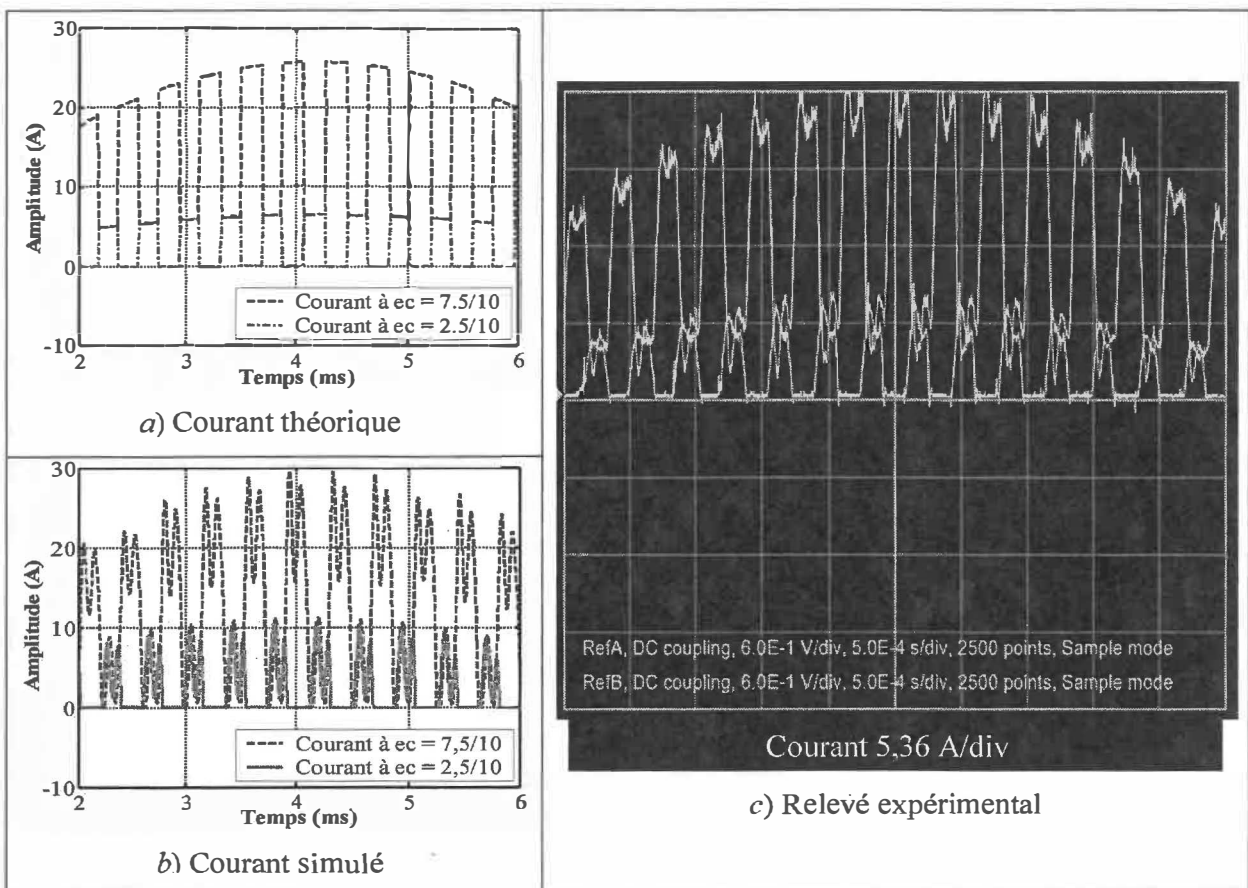 30
20
10
0
-10
Amplitude (A)
Courant à ec = 7.5/10
Courant à ec = 2.5/10
2 3 4 5 6
Temps (ms)
a) Courant théorique
30
20
10
0
-10
Amplitude (A)
Courant à ec = 7,5/10
Courant à ec = 2,5/10
2 3 4 5 6
Temps (ms)
b) Courant simulé
RefA, DC coupling, 6.0E-1 V/div, 5.0E-4 s/div, 2500 points, Sample mode
RefB, DC coupling, 6.0E-1 V/div, 5.0E-4 s/div, 2500 points, Sample mode
Courant 5,36 A/div
c) Relevé expérimental